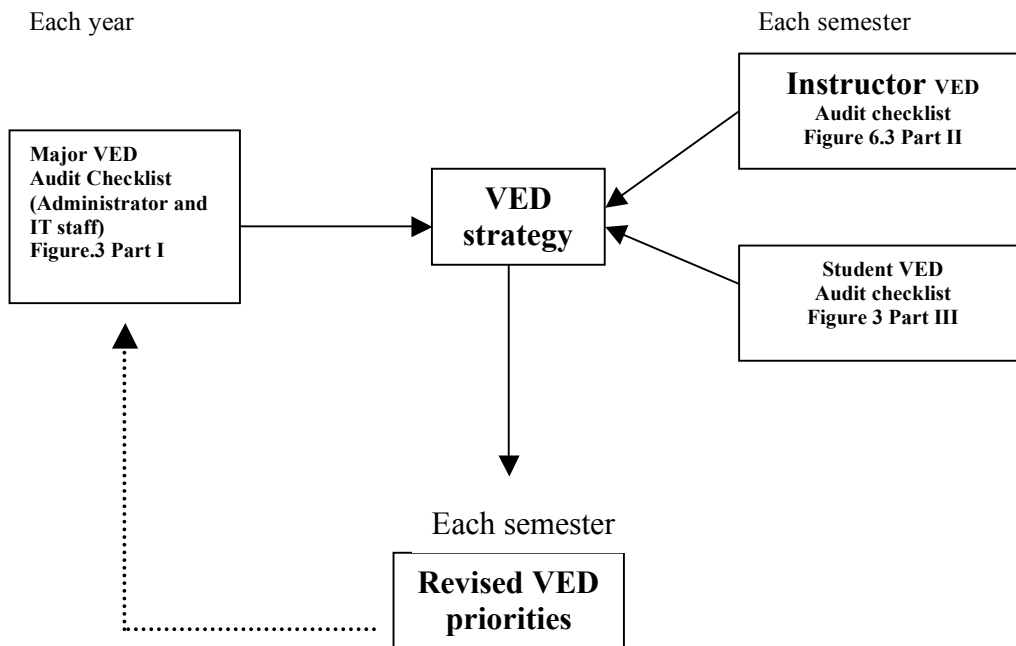 Each year
Each semester
Instructor VED
Audit checklist
Figure 6.3 Part II
Major VED
Audit Checklist
(Administrator and
IT staff)
Figure.3 Part I
VED
strategy
Student VED
Audit checklist
Figure 3 Part III
Each semester
Revised VED
priorities